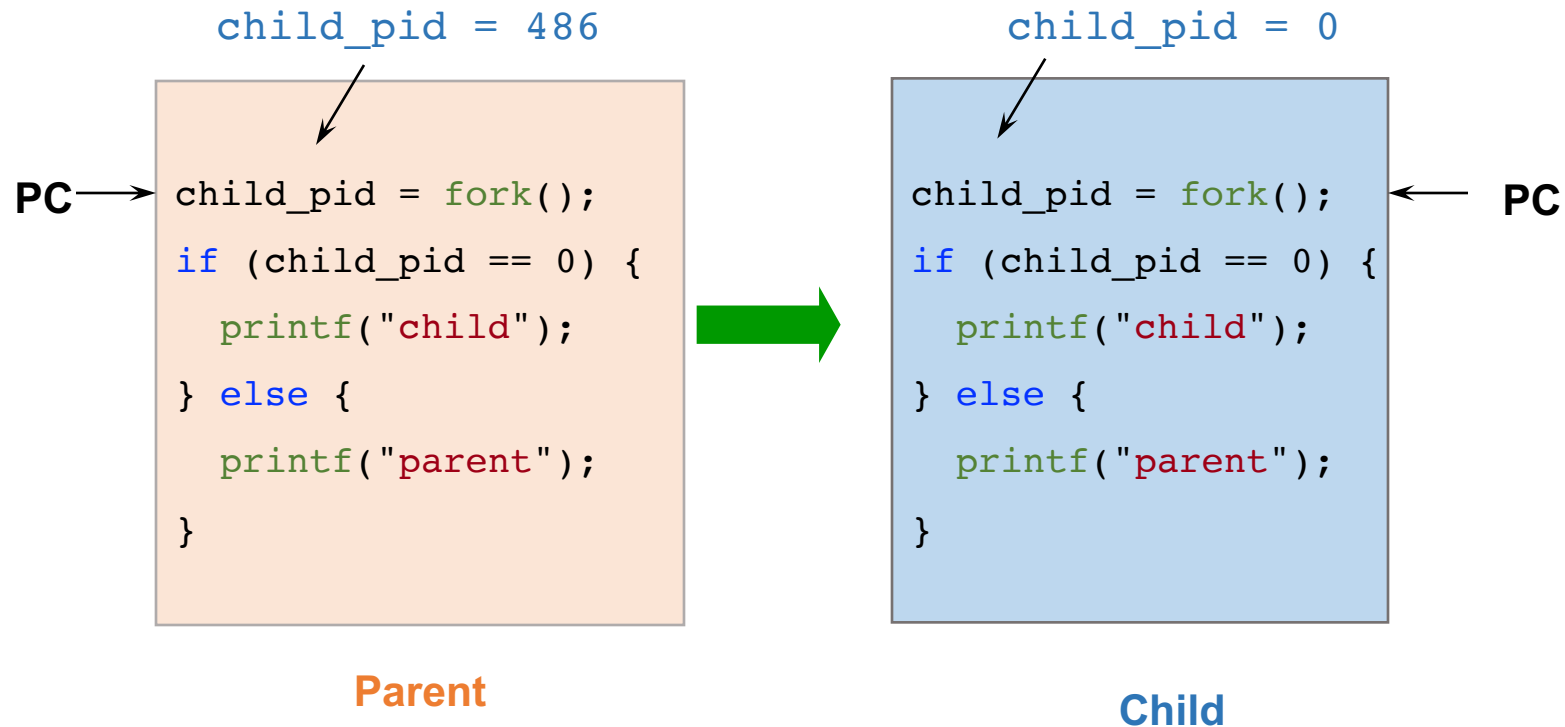 child_pid = 486
PC
child_pid = fork();
if (child_pid == 0) {
  printf("child");
} else {
  printf("parent");
}
Parent
child_pid = 0
child_pid = fork();
if (child_pid == 0) {
  printf("child");
} else {
  printf("parent");
}
PC
Child